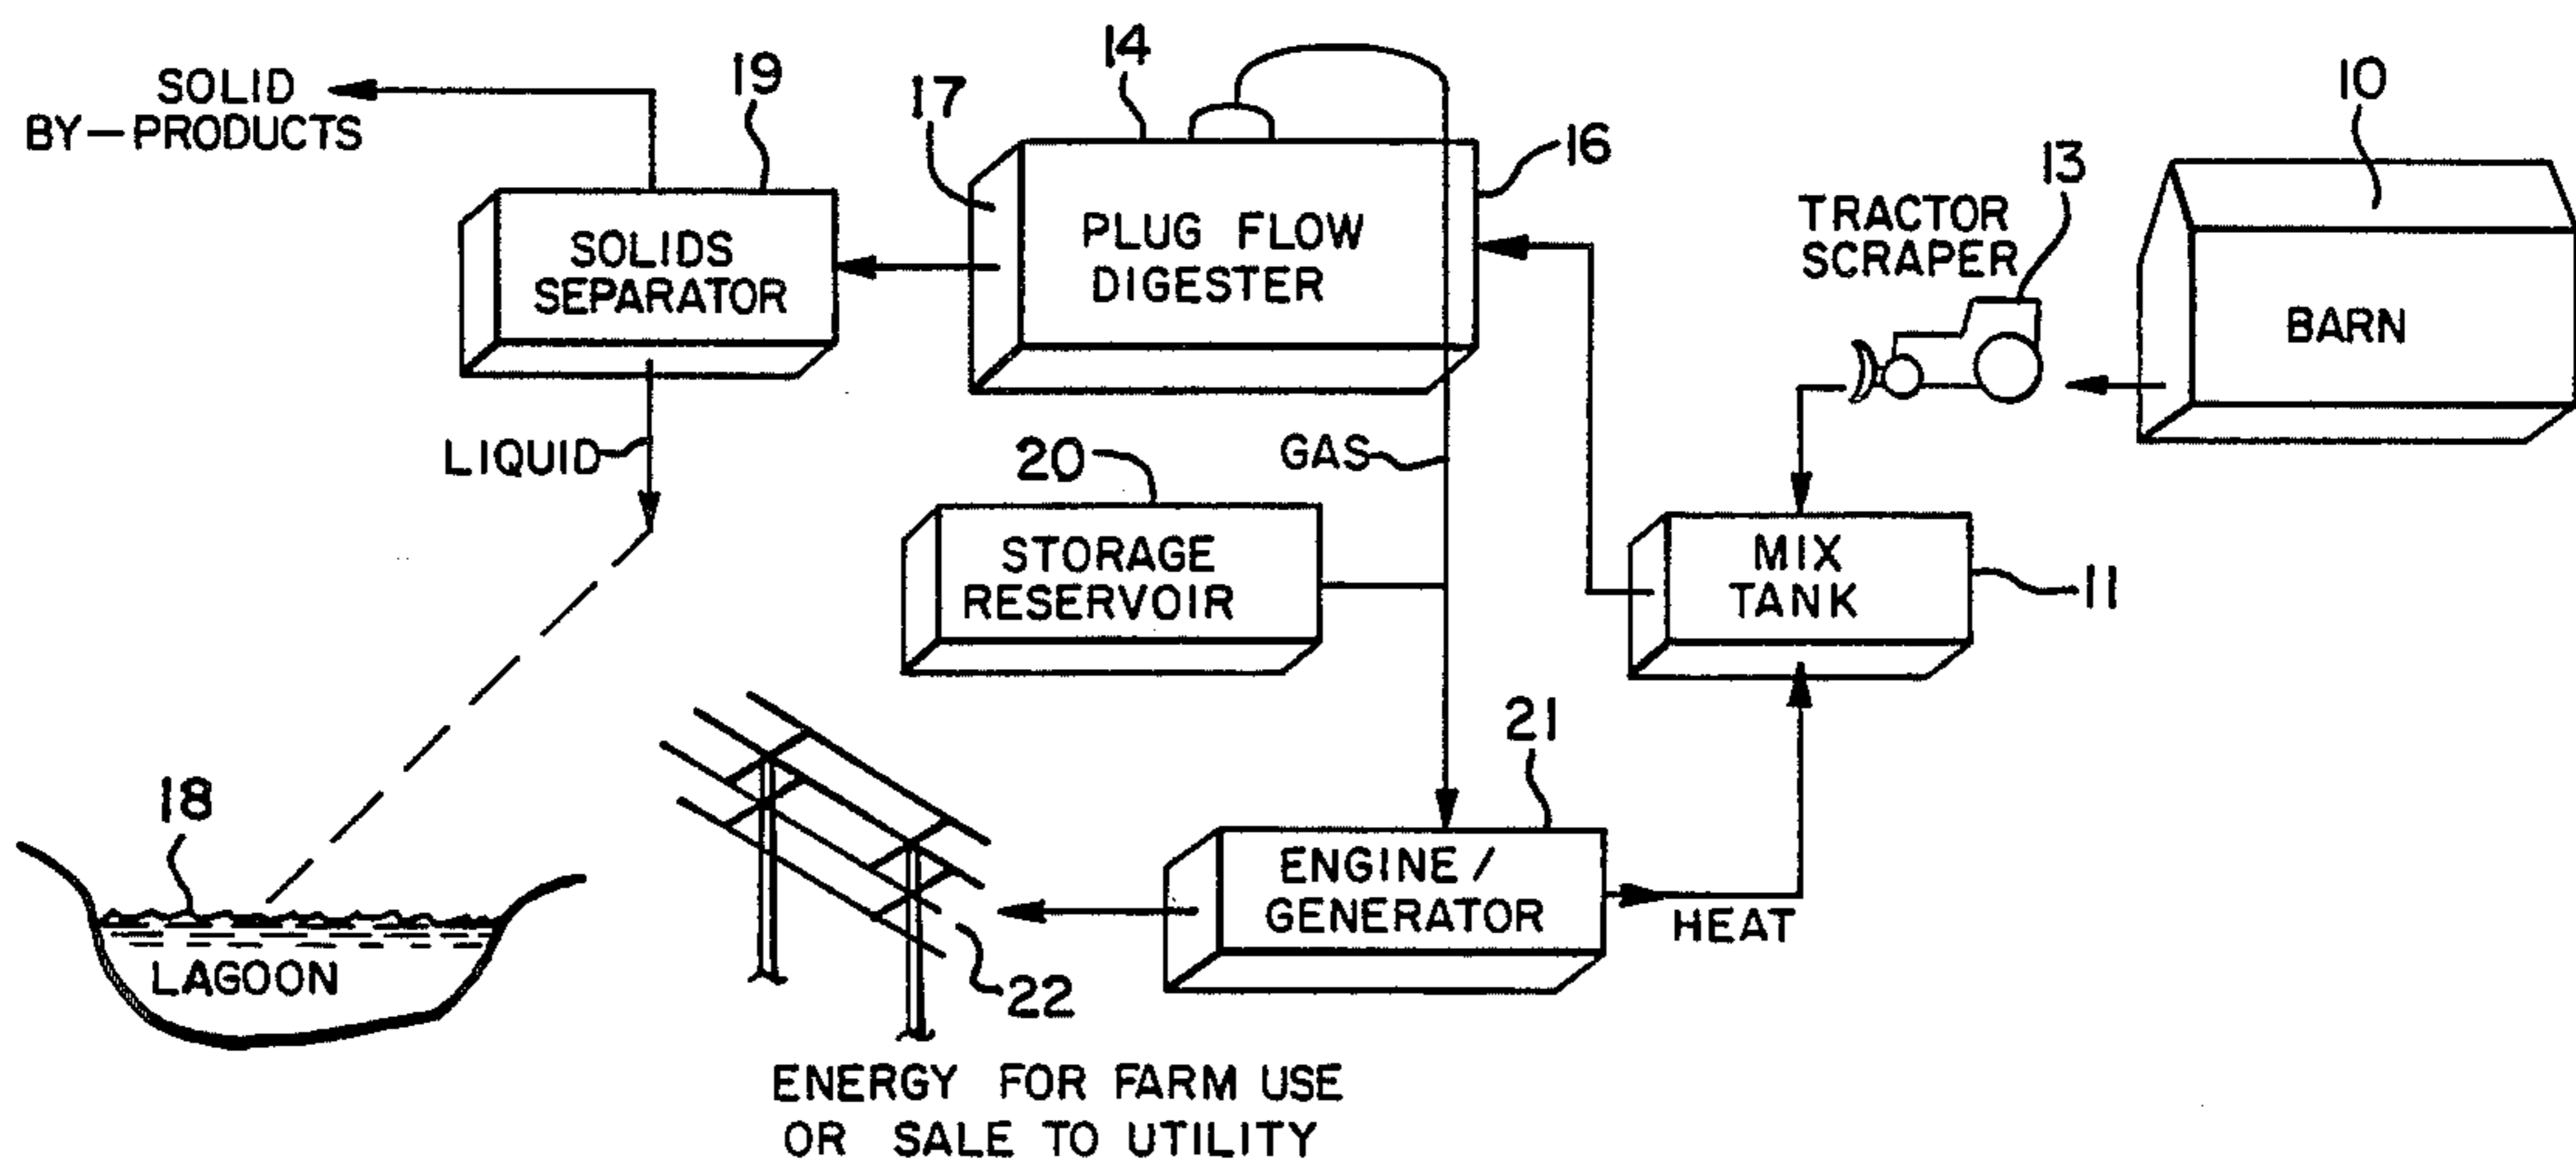 SOLID
BY—PRODUCTS
19
17
14
16
13
10
SOLIDS
SEPARATOR
PLUG FLOW
DIGESTER
TRACTOR
SCRAPER
BARN
LIQUID
20
GAS
STORAGE
RESERVOIR
MIX
TANK
11
18
LAGOON
22
21
ENGINE/
GENERATOR
HEAT
ENERGY FOR FARM USE
OR SALE TO UTILITY